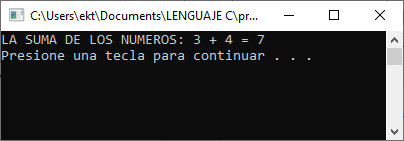 C:\Users\ekt\Documents\LENGUAJE C\pr...
LA SUMA DE LOS NUMEROS: 3 + 4 = 7
Presione una tecla para continuar . . .